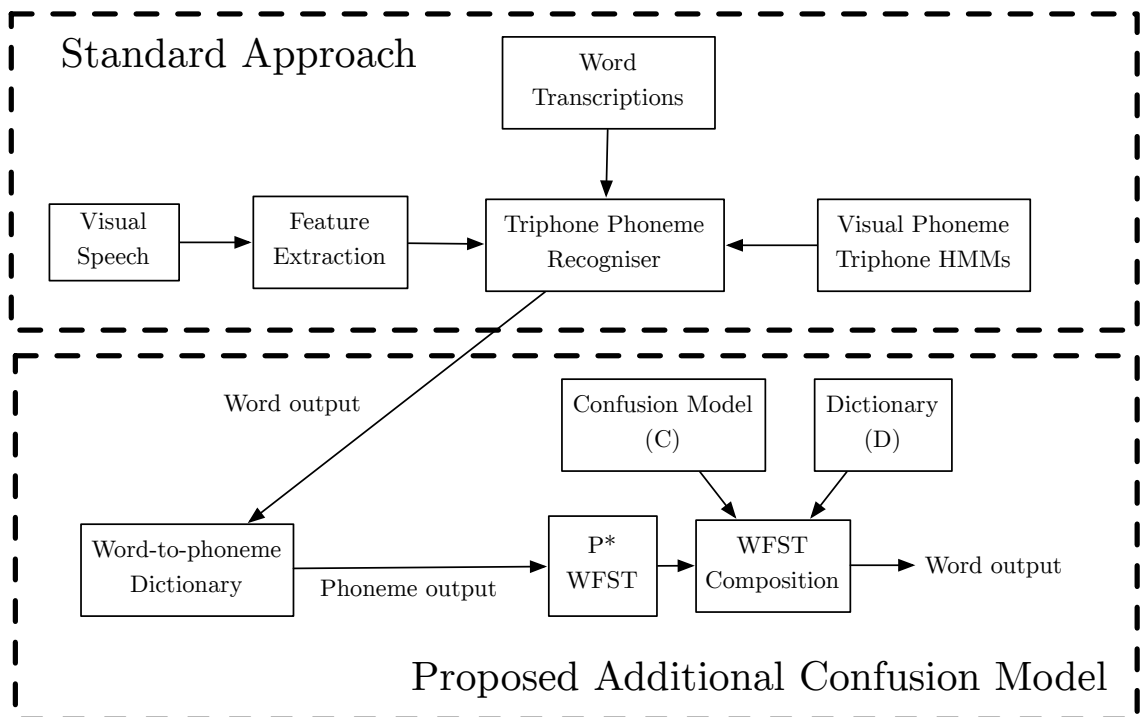 Standard Approach
Word
Transcriptions
Visual
Speech
Feature
Extraction
Triphone Phoneme
Recogniser
Visual Phoneme
Triphone HMMs
Word output
Confusion Model
(C)
Dictionary
(D)
Word-to-phoneme
Dictionary
Phoneme output
P*
WFST
WFST
Composition
Word output
Proposed Additional Confusion Model